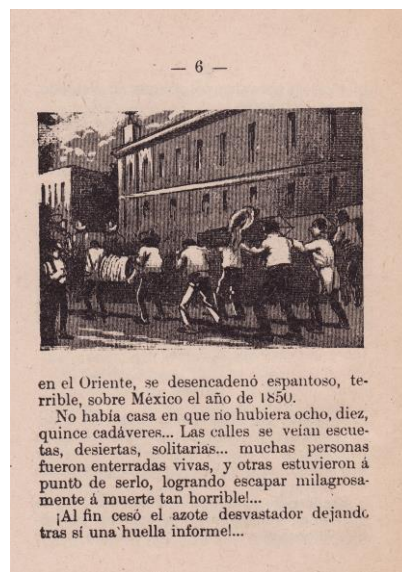 — 6 —
en el Oriente, se desencadenó espantoso, te-
rrible, sobre México el año de 1850.
No había casa en que no hubiera ocho, diez,
quince cadáveres... Las calles se veían escue-
tas, desiertas, solitarias... muchas personas
fueron enterradas vivas, y otras estuvieron á
punto de serlo, logrando escapar milagrosa-
mente á muerte tan horrible!...
¡Al fin cesó el azote desvastador dejando
tras sí una huella informe!...